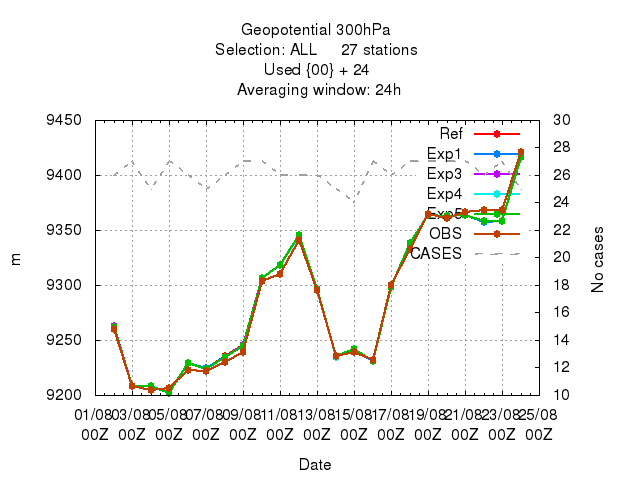 Geopotential 300hPa
Selection: ALL 27 stations
Used {00} + 24
Averaging window: 24h
9450
9400
9350
9300
9250
9200
m
30
28
26
24
22
20
18
16
14
12
10
No cases
Ref
Exp1
Exp3
Exp4
Exp5
OBS
CASES
01/08 03/08 05/08 07/08 09/08 11/08 13/08 15/08 17/08 19/08 21/08 23/08 25/08
00Z 00Z 00Z 00Z 00Z 00Z 00Z 00Z 00Z 00Z 00Z 00Z 00Z
Date